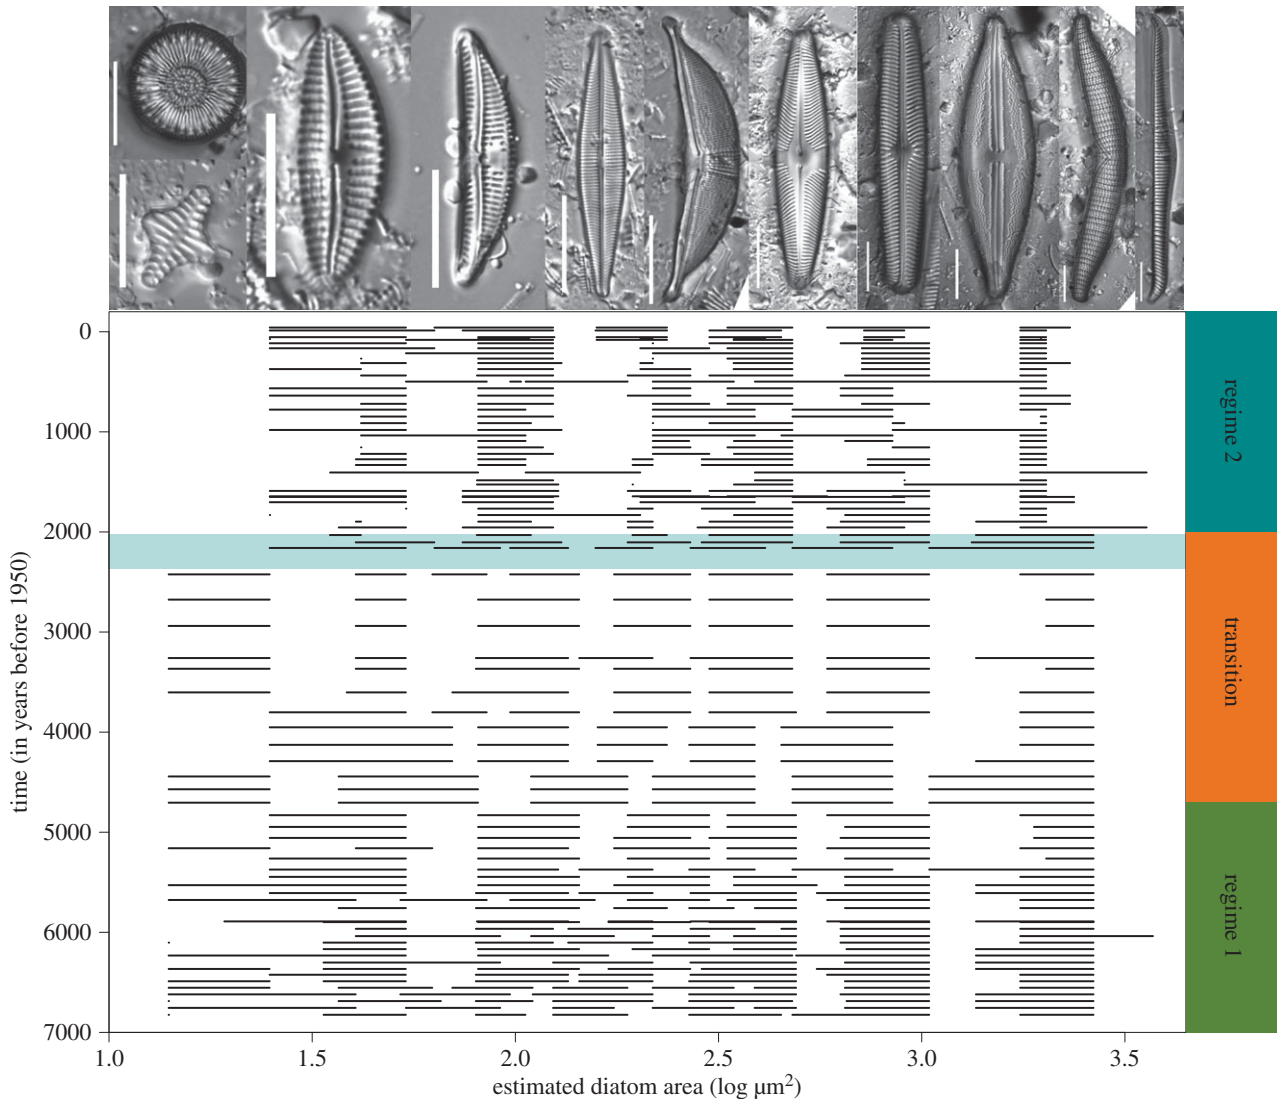 0
1000
2000
3000
4000
5000
6000
7000
time (in years before 1950)
1.0
1.5
2.0
2.5
3.0
3.5
estimated diatom area (log μm²)
regime 2
transition
regime 1